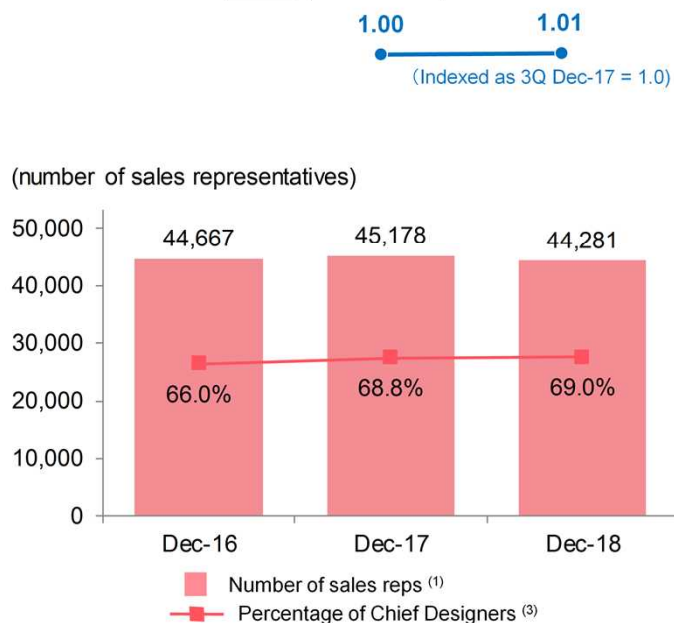 1.00 1.01
(Indexed as 3Q Dec-17 = 1.0)
(number of sales representatives)
50,000
44,667 45,178 44,281
40,000
30,000
66.0% 68.8% 69.0%
20,000
10,000
0
Dec-16 Dec-17 Dec-18
Number of sales reps (1)
Percentage of Chief Designers (3)